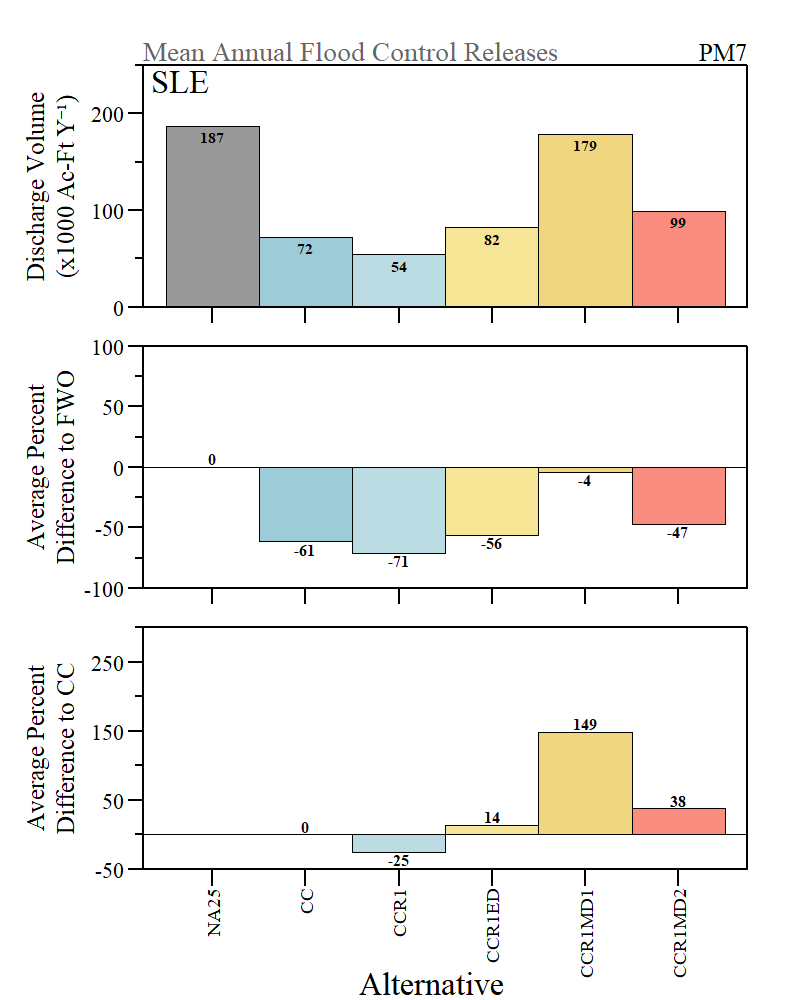 Mean Annual Flood Control Releases
PM7
SLE
Discharge Volume
(x1000 Ac-Ft Y⁻¹)
200
100
0
187
72
54
82
179
99
Average Percent
Difference to FWO
100
50
0
-50
-100
0
-61
-71
-56
-4
-47
Average Percent
Difference to CC
250
150
50
-50
0
-25
14
149
38
NA25
CC
CCR1
CCR1ED
CCR1MD1
CCR1MD2
Alternative